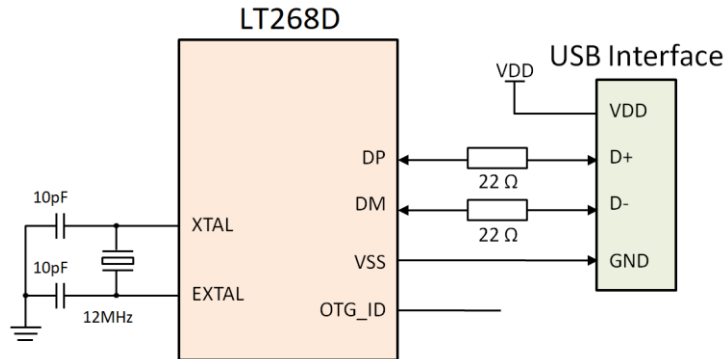 LT268D
USB Interface
VDD
VDD
DP
D+
22 Ω
10pF
DM
D-
22 Ω
XTAL
VSS
GND
10pF
EXTAL
12MHz
OTG_ID